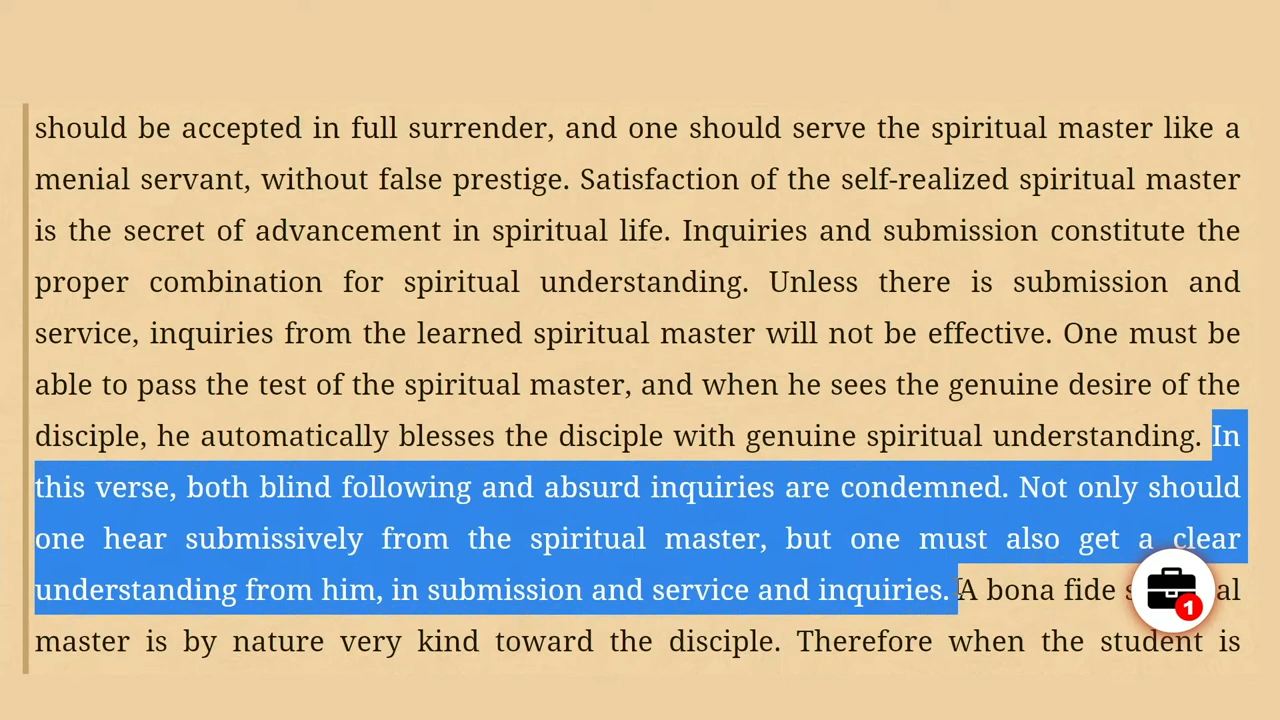 should be accepted in full surrender, and one should serve the spiritual master like a
menial servant, without false prestige. Satisfaction of the self-realized spiritual master
is the secret of advancement in spiritual life. Inquiries and submission constitute the
proper combination for spiritual understanding. Unless there is submission and
service, inquiries from the learned spiritual master will not be effective. One must be
able to pass the test of the spiritual master, and when he sees the genuine desire of the
disciple, he automatically blesses the disciple with genuine spiritual understanding. In
this verse, both blind following and absurd inquiries are condemned. Not only should
one hear submissively from the spiritual master, but one must also get a clear
understanding from him, in submission and service and inquiries. A bona fide
master is by nature very kind toward the disciple. Therefore when the student is
1